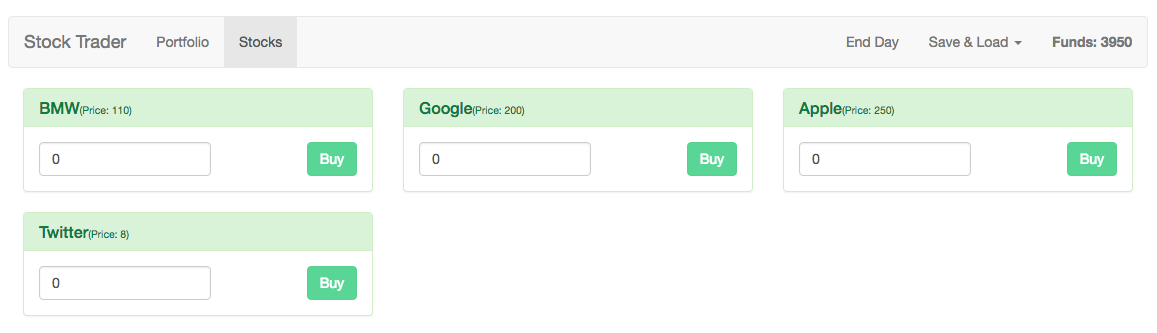 Stock Trader Portfolio Stocks End Day Save & Load Funds: 3950
BMW(Price: 110) Google(Price: 200) Apple(Price: 250)
0 Buy 0 Buy 0 Buy
Twitter(Price: 8)
0 Buy